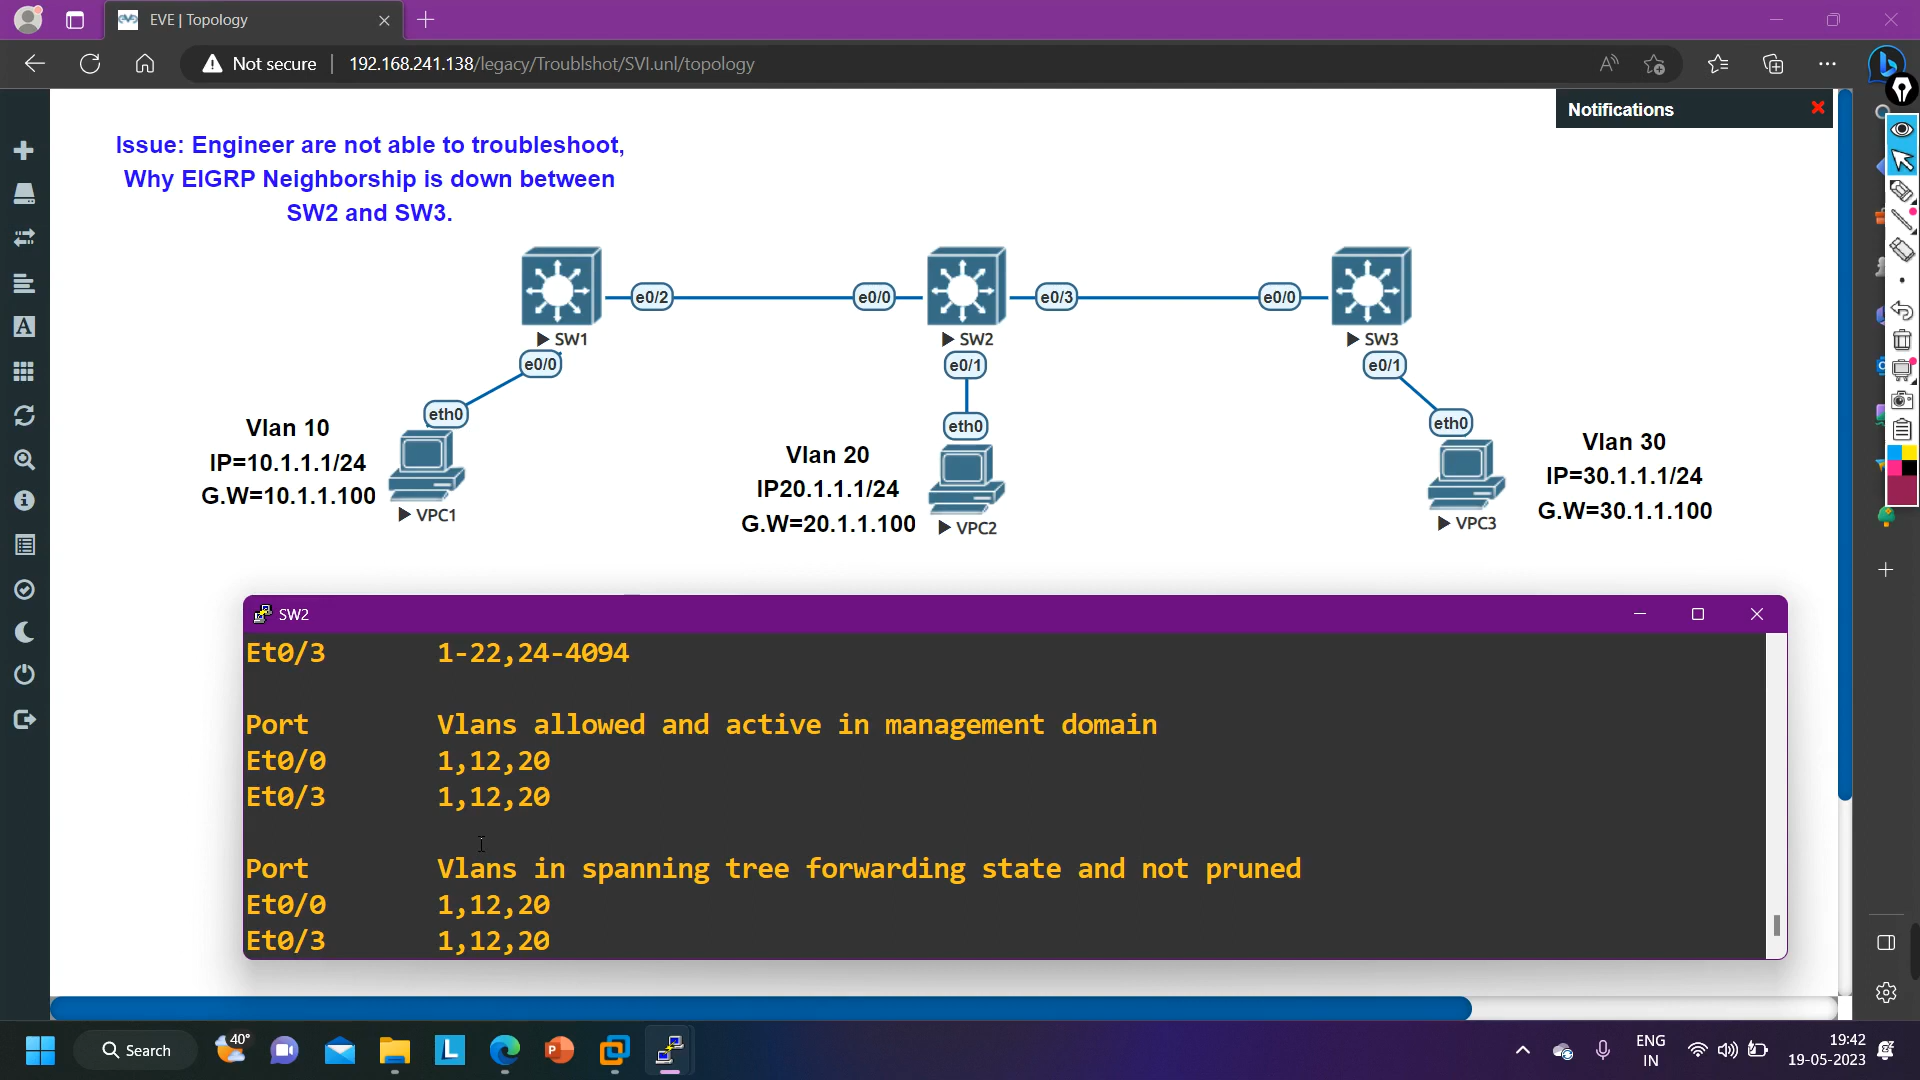 EVE | Topology
Not secure
192.168.241.138/legacy/Troublshot/SVI.unl/topology
Notifications
Issue: Engineer are not able to troubleshoot,
Why EIGRP Neighborship is down between
SW2 and SW3.
e0/2
e0/0
e0/3
e0/0
SW1
SW2
SW3
e0/0
e0/1
e0/1
eth0
eth0
eth0
Vlan 10
IP=10.1.1.1/24
G.W=10.1.1.100
VPC1
Vlan 20
IP20.1.1.1/24
G.W=20.1.1.100
VPC2
Vlan 30
IP=30.1.1.1/24
G.W=30.1.1.100
VPC3
SW2
Et0/3 1-22,24-4094
Port Vlans allowed and active in management domain
Et0/0 1,12,20
Et0/3 1,12,20
Port Vlans in spanning tree forwarding state and not pruned
Et0/0 1,12,20
Et0/3 1,12,20
Search
40°
ENG
IN
19:42
19-05-2023